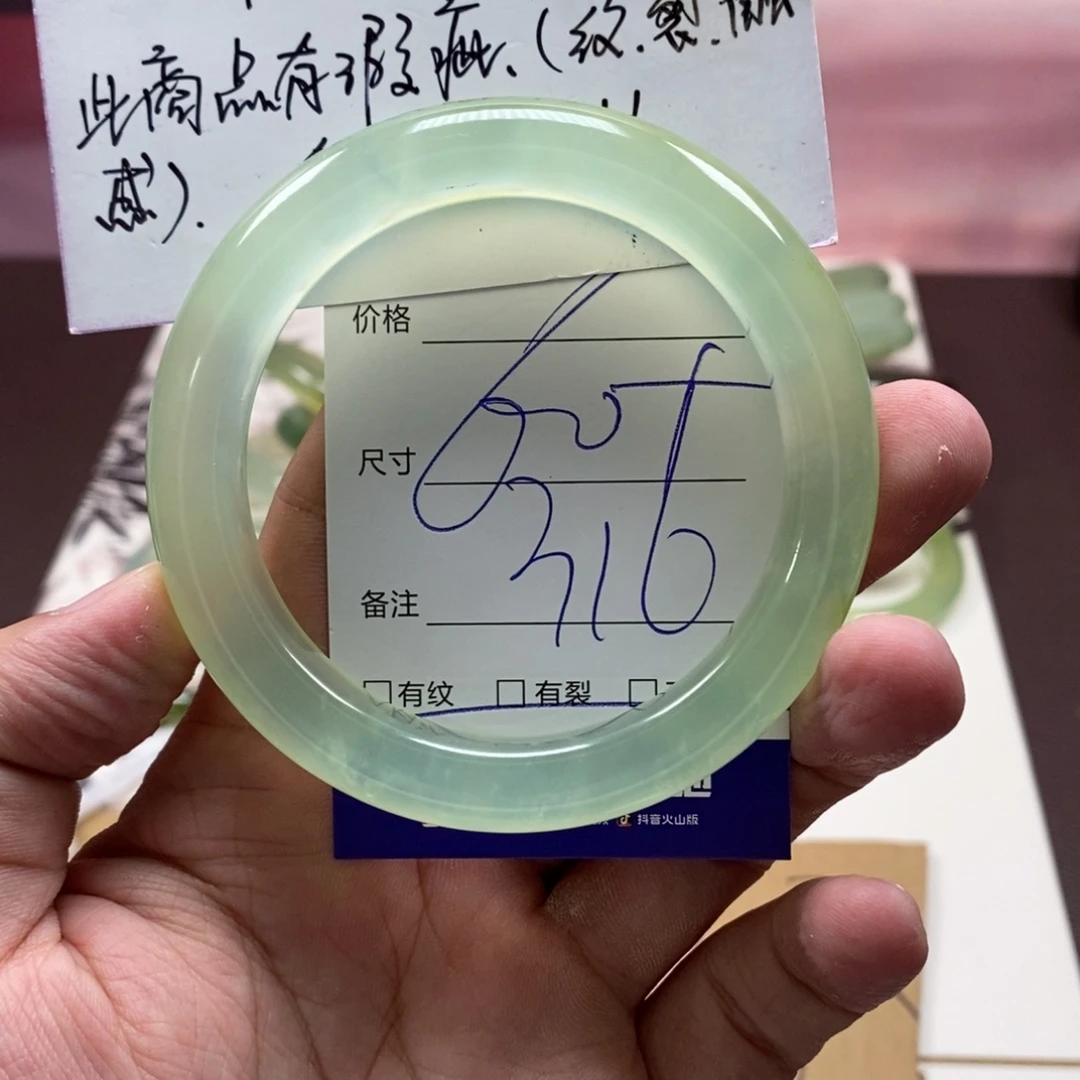 此商品有瑕疵、(纹.裂.
感).
价格
尺寸
316
备注
□有纹 □有裂 □
抖音火山版